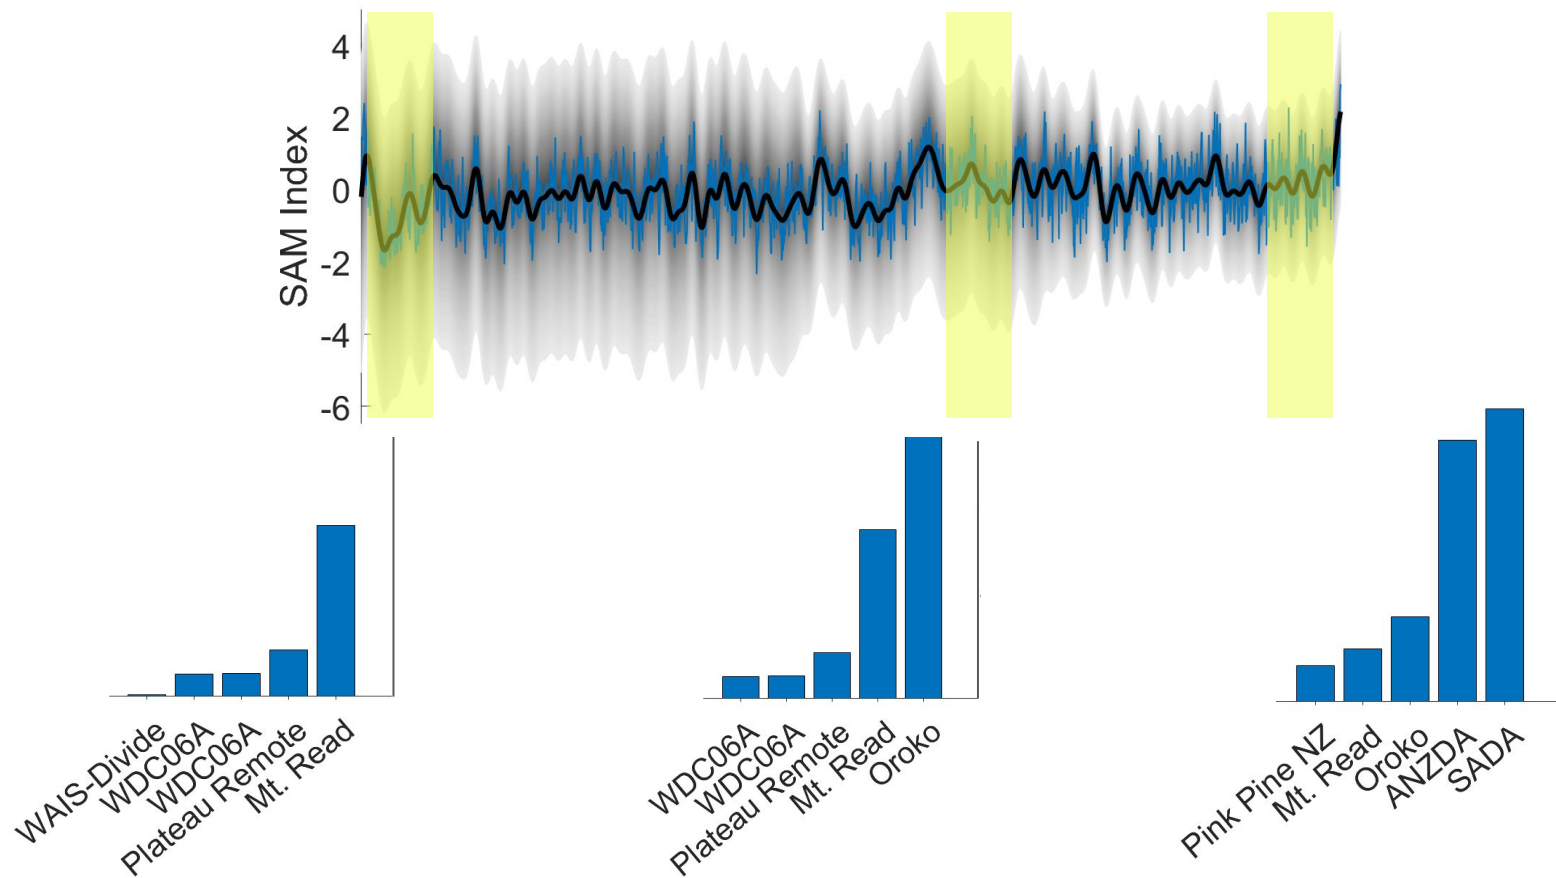 SAM Index
4
2
0
-2
-4
-6
WAIS-Divide
WDC06A
WDC06A
Plateau Remote
Mt. Read
WDC06A
WDC06A
Plateau Remote
Mt. Read
Oroko
Pink Pine NZ
Mt. Read
Oroko
ANZDA
SADA